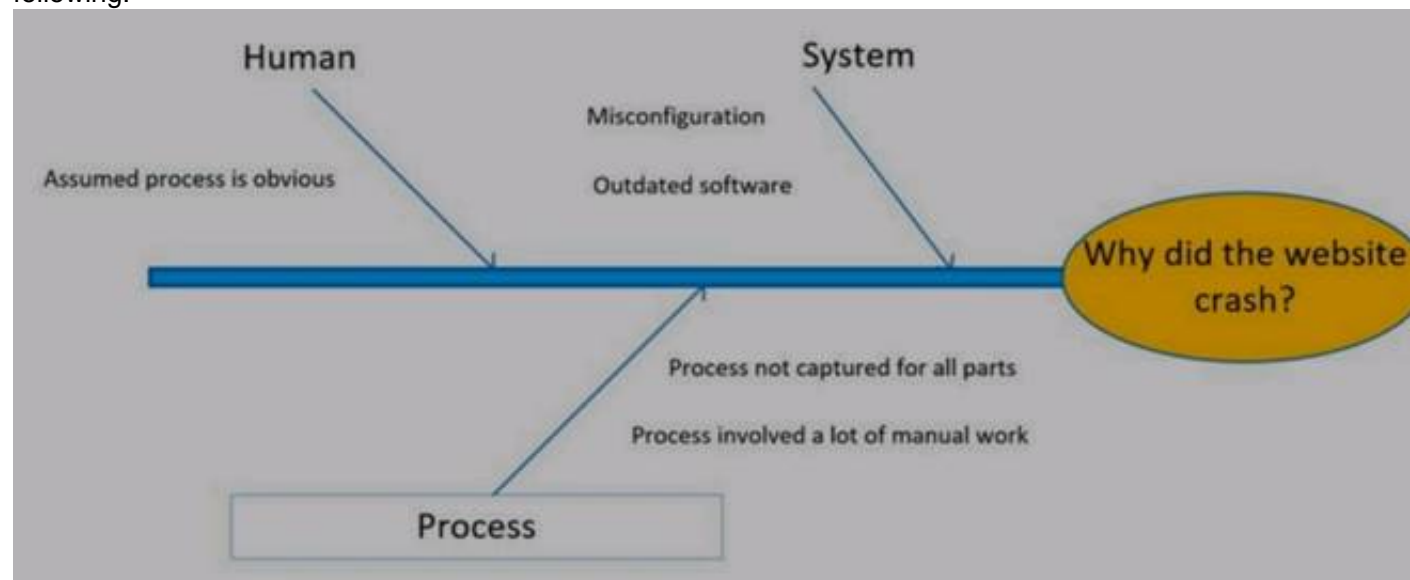 following:
Human
System
Misconfiguration
Assumed process is obvious
Outdated software
Why did the website
crash?
Process not captured for all parts
Process involved a lot of manual work
Process